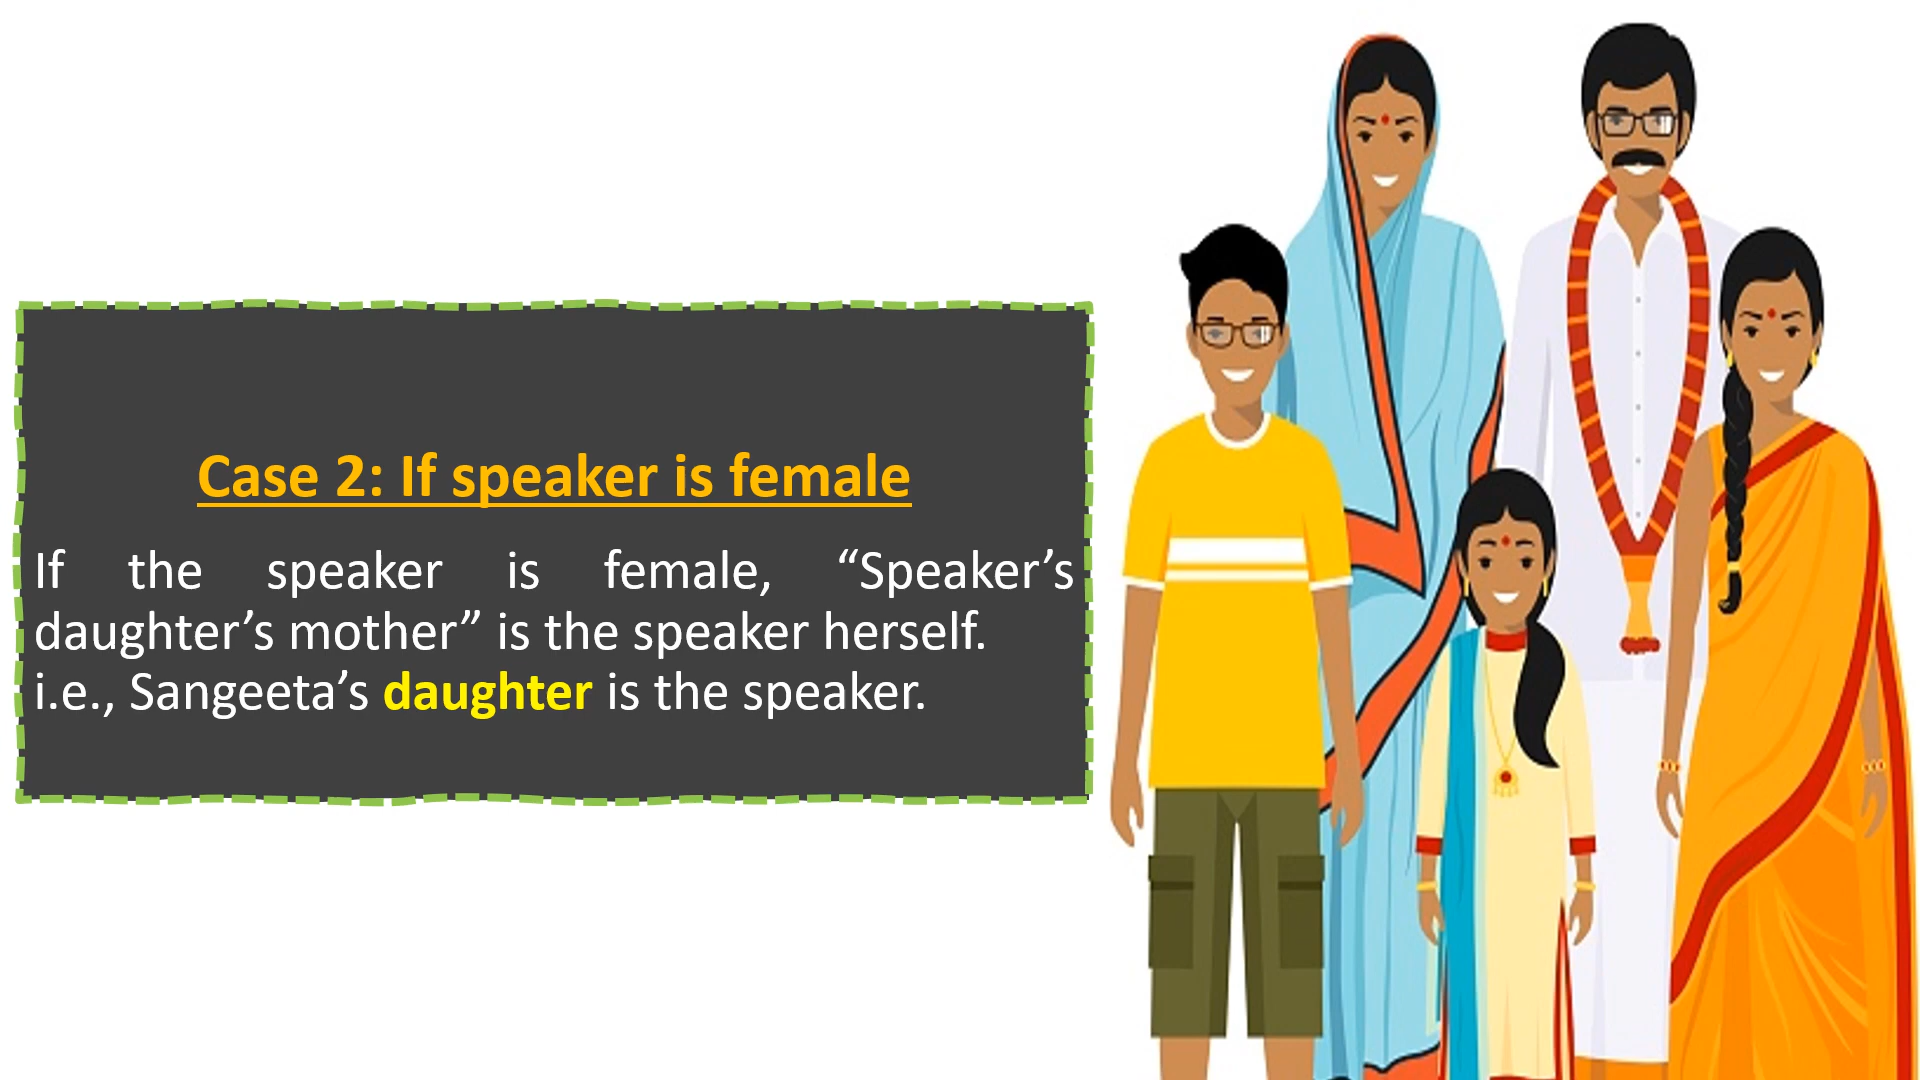 Case 2: If speaker is female
If the speaker is female, “Speaker’s
daughter’s mother” is the speaker herself.
i.e., Sangeeta’s daughter is the speaker.